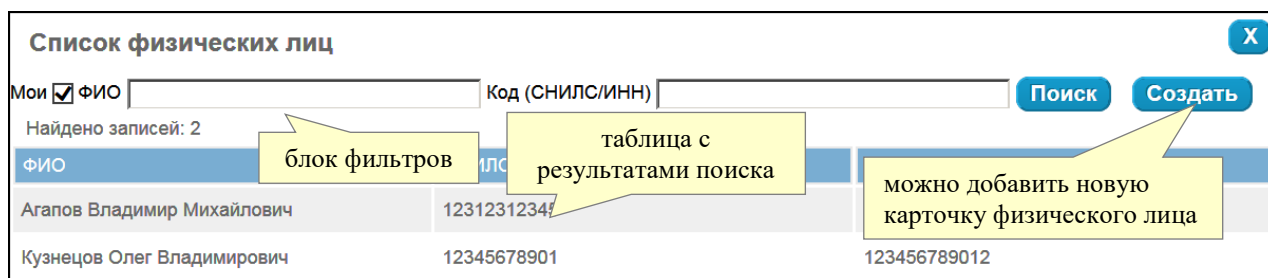 Список физических лиц
X
Мои ФИО Код (СНИЛС/ИНН) Поиск Создать
Найдено записей: 2
блок фильтров
таблица с
результатами поиска
можно добавить новую
карточку физического лица
ФИО
Агапов Владимир Михайлович 1231231234
Кузнецов Олег Владимирович 12345678901 123456789012